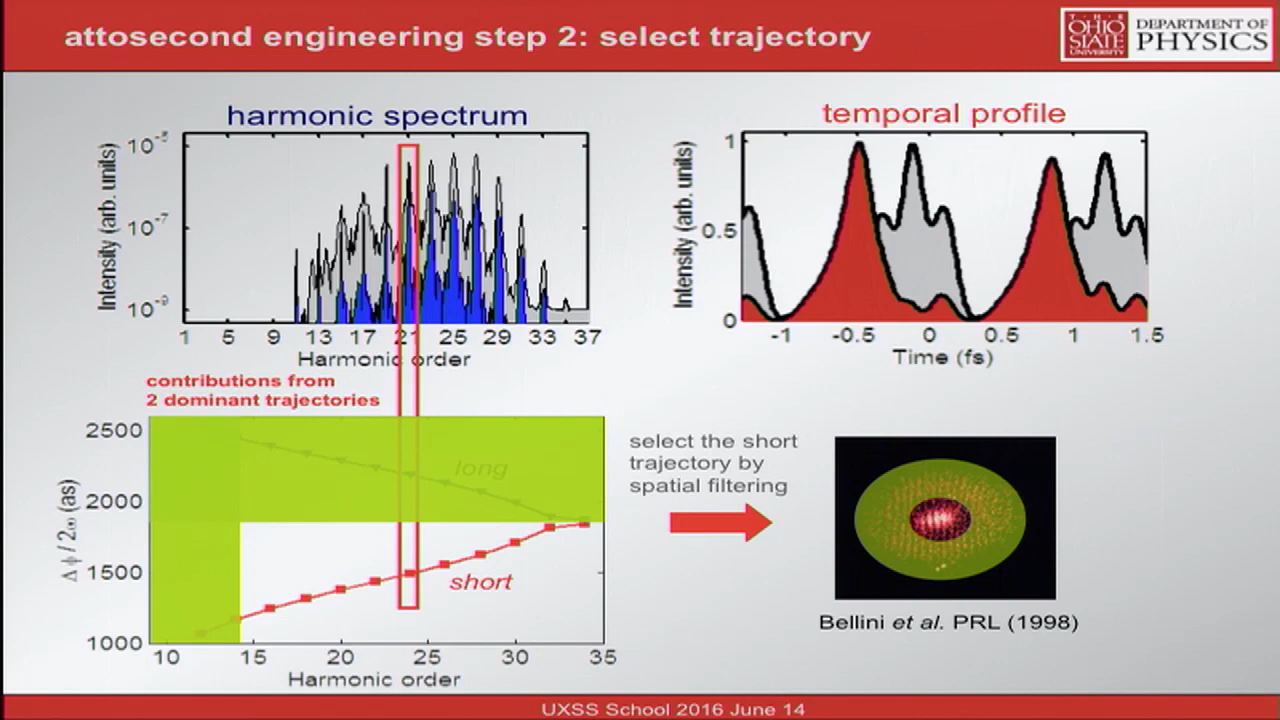 attosecond engineering step 2: select trajectory
T·H·E
OHIO
STATE
UNIVERSITY
DEPARTMENT OF
PHYSICS
harmonic spectrum
Intensity (arb. units)
10⁻⁵
10⁻⁷
10⁻⁹
1 5 9 13 17 21 25 29 33 37
Harmonic order
temporal profile
Intensity (arb. units)
1
0.5
0
-1 -0.5 0 0.5 1 1.5
Time (fs)
contributions from
2 dominant trajectories
Δ ϕ / 2ω (as)
2500
2000
1500
1000
long
short
10 15 20 25 30 35
Harmonic order
select the short
trajectory by
spatial filtering
Bellini et al. PRL (1998)
UXSS School 2016 June 14